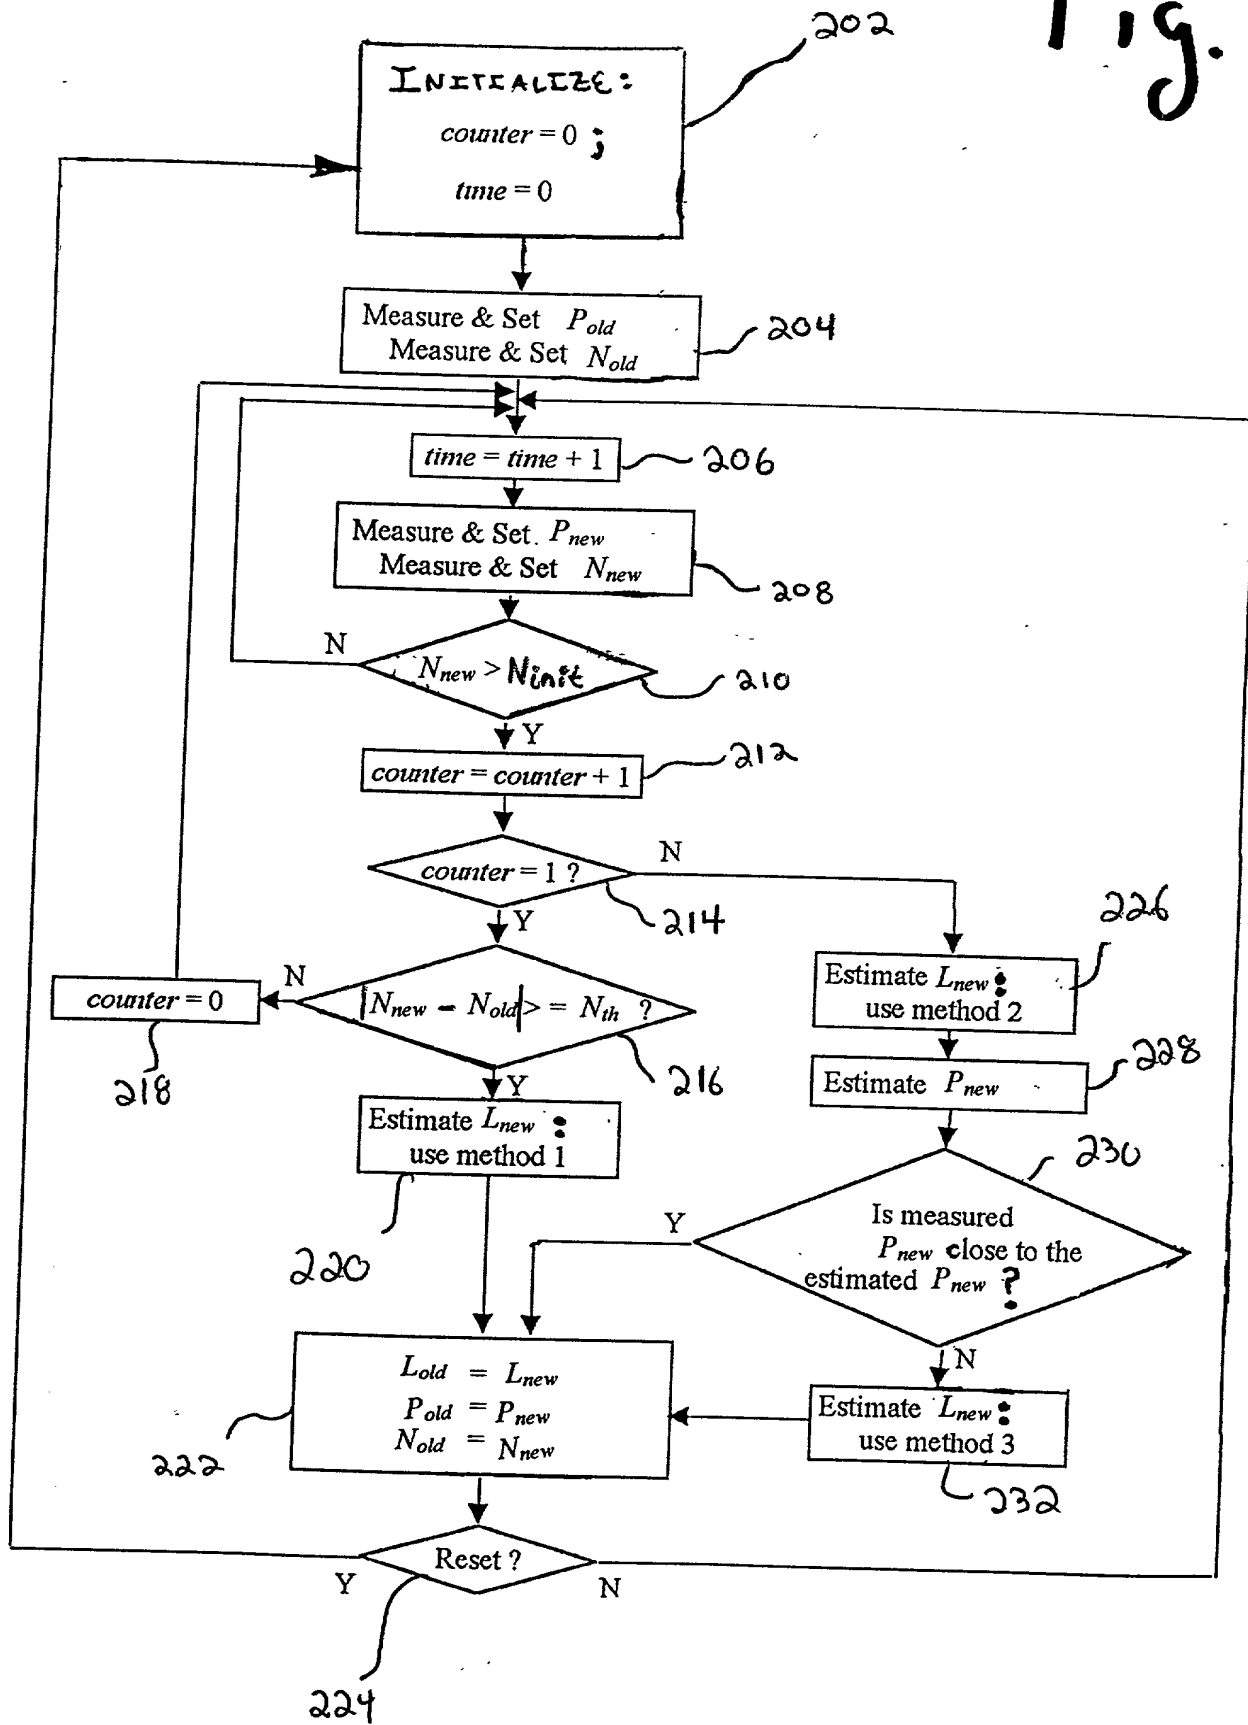 Fig.
202
INITIALIZE:
counter = 0 ;
time = 0
Measure & Set P_old
Measure & Set N_old
204
time = time + 1
206
Measure & Set. P_new
Measure & Set N_new
208
N
N_new > Ninit
210
Y
212
counter = counter + 1
N
counter = 1 ?
Y
214
226
Estimate L_new :
use method 2
N
counter = 0
|N_new - N_old| > = N_th ?
228
Estimate P_new
218
216
Y
Estimate L_new :
use method 1
230
220
Y
Is measured
P_new close to the
estimated P_new ?
N
L_old = L_new
P_old = P_new
N_old = N_new
222
Estimate L_new :
use method 3
232
Reset ?
Y
N
224